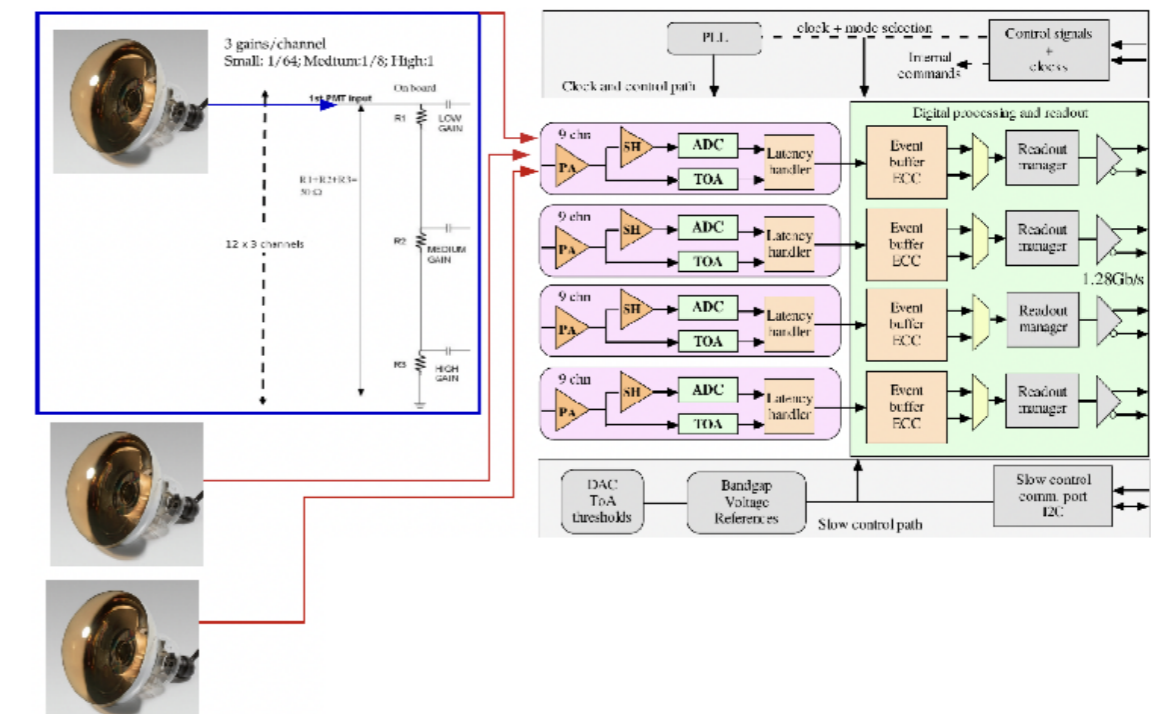 3 gains/channel
Small: 1/64; Medium:1/8; High:1
On board
1st PMT input
R1
LOW
GAIN
R1+R2+R3=
50 Ω
12 x 3 channels
R2
MEDIUM
GAIN
R3
HIGH
GAIN
PLL
clock + mode selection
Control signals
+
clocks
Internal
commands
Clock and control path
Digital processing and readout
9 chn
PA
SH
ADC
TOA
Latency
handler
Event
buffer
ECC
Readout
manager
9 chn
PA
SH
ADC
TOA
Latency
handler
Event
buffer
ECC
Readout
manager
1.28Gb/s
9 chn
PA
SH
ADC
TOA
Latency
handler
Event
buffer
ECC
Readout
manager
9 chn
PA
SH
ADC
TOA
Latency
handler
Event
buffer
ECC
Readout
manager
DAC
ToA
thresholds
Bandgap
Voltage
References
Slow control path
Slow control
comm. port
I2C